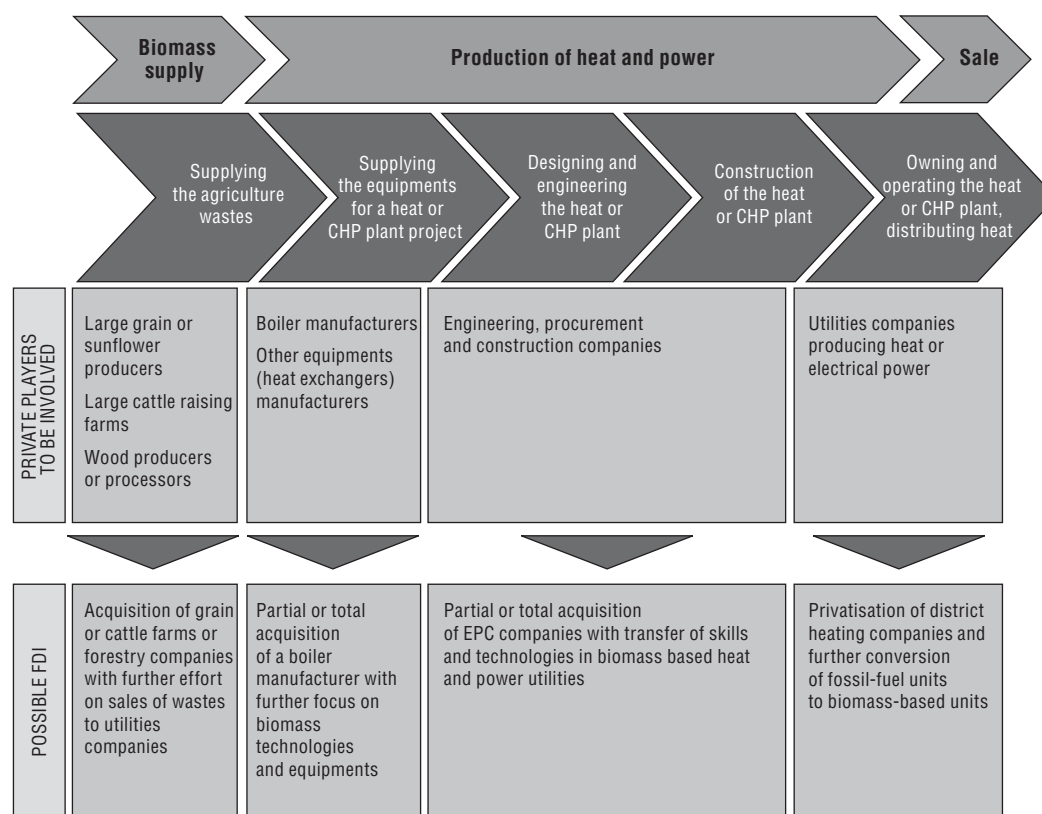 Biomass
supply
Production of heat and power
Sale
Supplying
the agriculture
wastes
Supplying
the equipments
for a heat or
CHP plant project
Designing and
engineering
the heat or
CHP plant
Construction
of the heat
or CHP plant
Owning and
operating the heat
or CHP plant,
distributing heat
PRIVATE PLAYERS
TO BE INVOLVED
Large grain or
sunflower
producers
Large cattle raising
farms
Wood producers
or processors
Boiler manufacturers
Other equipments
(heat exchangers)
manufacturers
Engineering, procurement
and construction companies
Utilities companies
producing heat or
electrical power
POSSIBLE FDI
Acquisition of grain
or cattle farms or
forestry companies
with further effort
on sales of wastes
to utilities
companies
Partial or total
acquisition
of a boiler
manufacturer with
further focus on
biomass
technologies
and equipments
Partial or total acquisition
of EPC companies with transfer of skills
and technologies in biomass based heat
and power utilities
Privatisation of district
heating companies and
further conversion
of fossil-fuel units
to biomass-based units